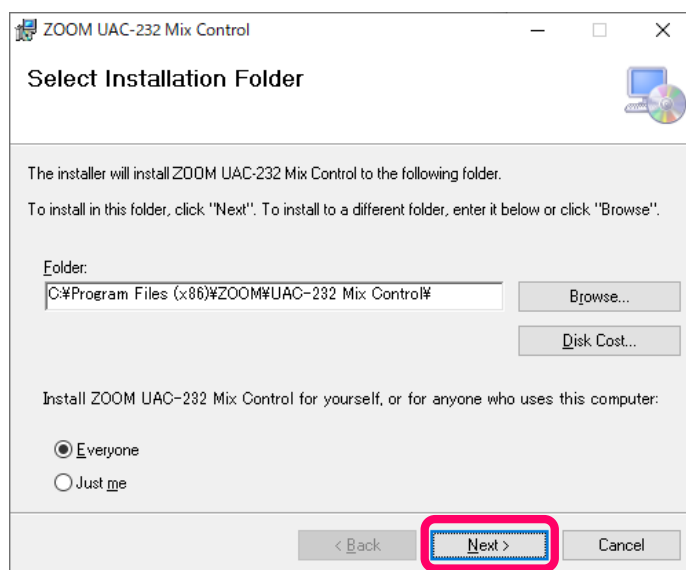 ZOOM UAC-232 Mix Control
Select Installation Folder
The installer will install ZOOM UAC-232 Mix Control to the following folder.
To install in this folder, click "Next". To install to a different folder, enter it below or click "Browse".
Folder:
C:¥Program Files (x86)¥ZOOM¥UAC-232 Mix Control¥
Browse...
Disk Cost...
Install ZOOM UAC-232 Mix Control for yourself, or for anyone who uses this computer:
Everyone
Just me
< Back Next > Cancel